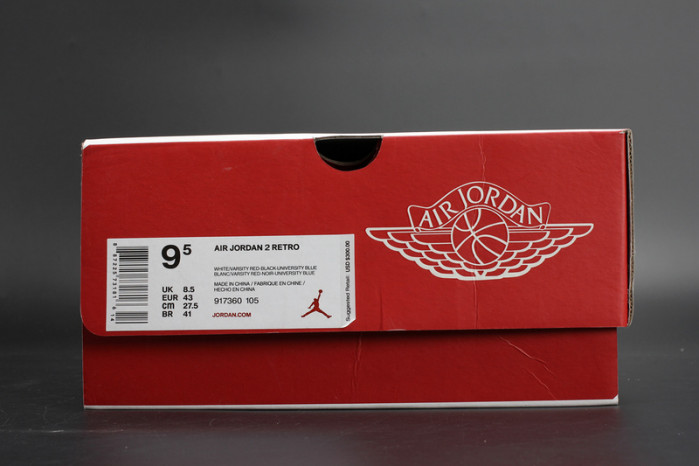 AIR JORDAN
9 5
AIR JORDAN 2 RETRO
WHITE/VARSITY RED-BLACK-UNIVERSITY BLUE
BLANC/VARSITY RED-NOIR-UNIVERSITY BLUE
MADE IN CHINA / FABRIQUE EN CHINE /
HECHO EN CHINA
917360 105
JORDAN.COM
UK 8.5
EUR 43
CM 27.5
BR 41
Suggested Retail: USD $300.00